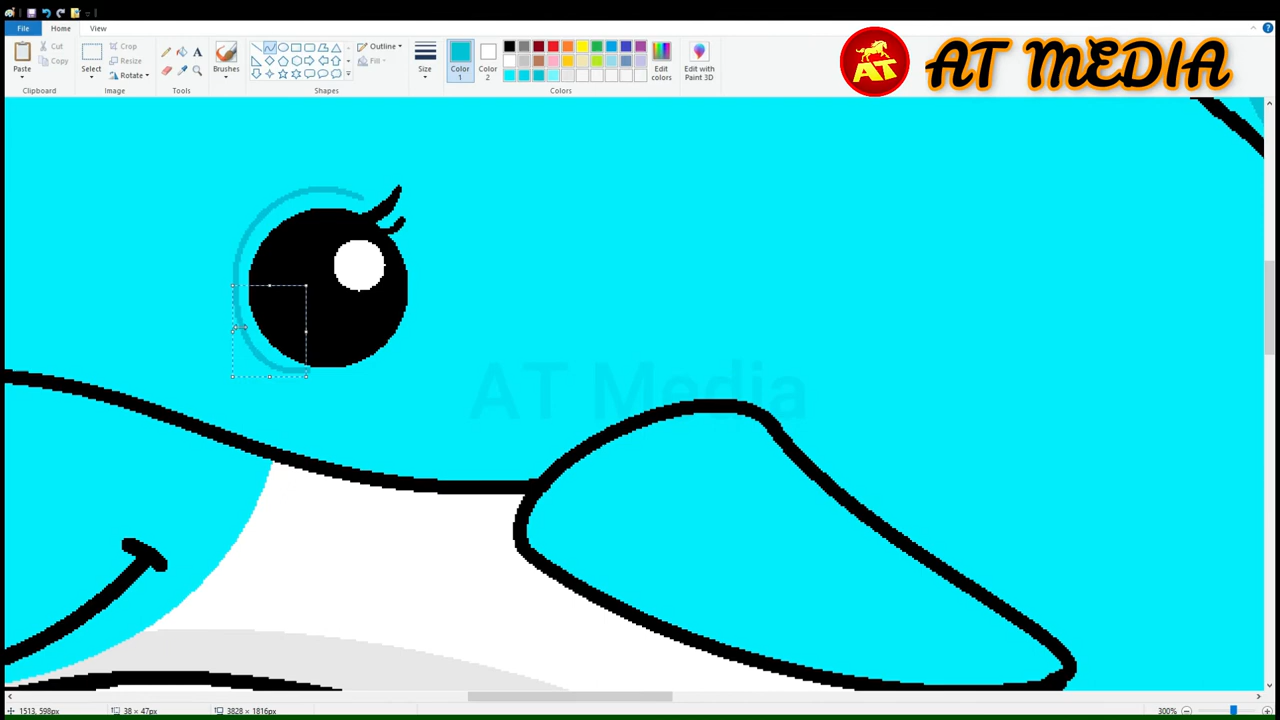 File Home View
Paste Cut Copy Clipboard
Select Crop Resize Rotate Image
Tools
Brushes
Outline Fill Shapes
Size
Color 1 Color 2 Edit colors Colors
Edit with Paint 3D
AT AT MEDIA
AT Media
1513, 598px 38 × 47px 3828 × 1816px 300%